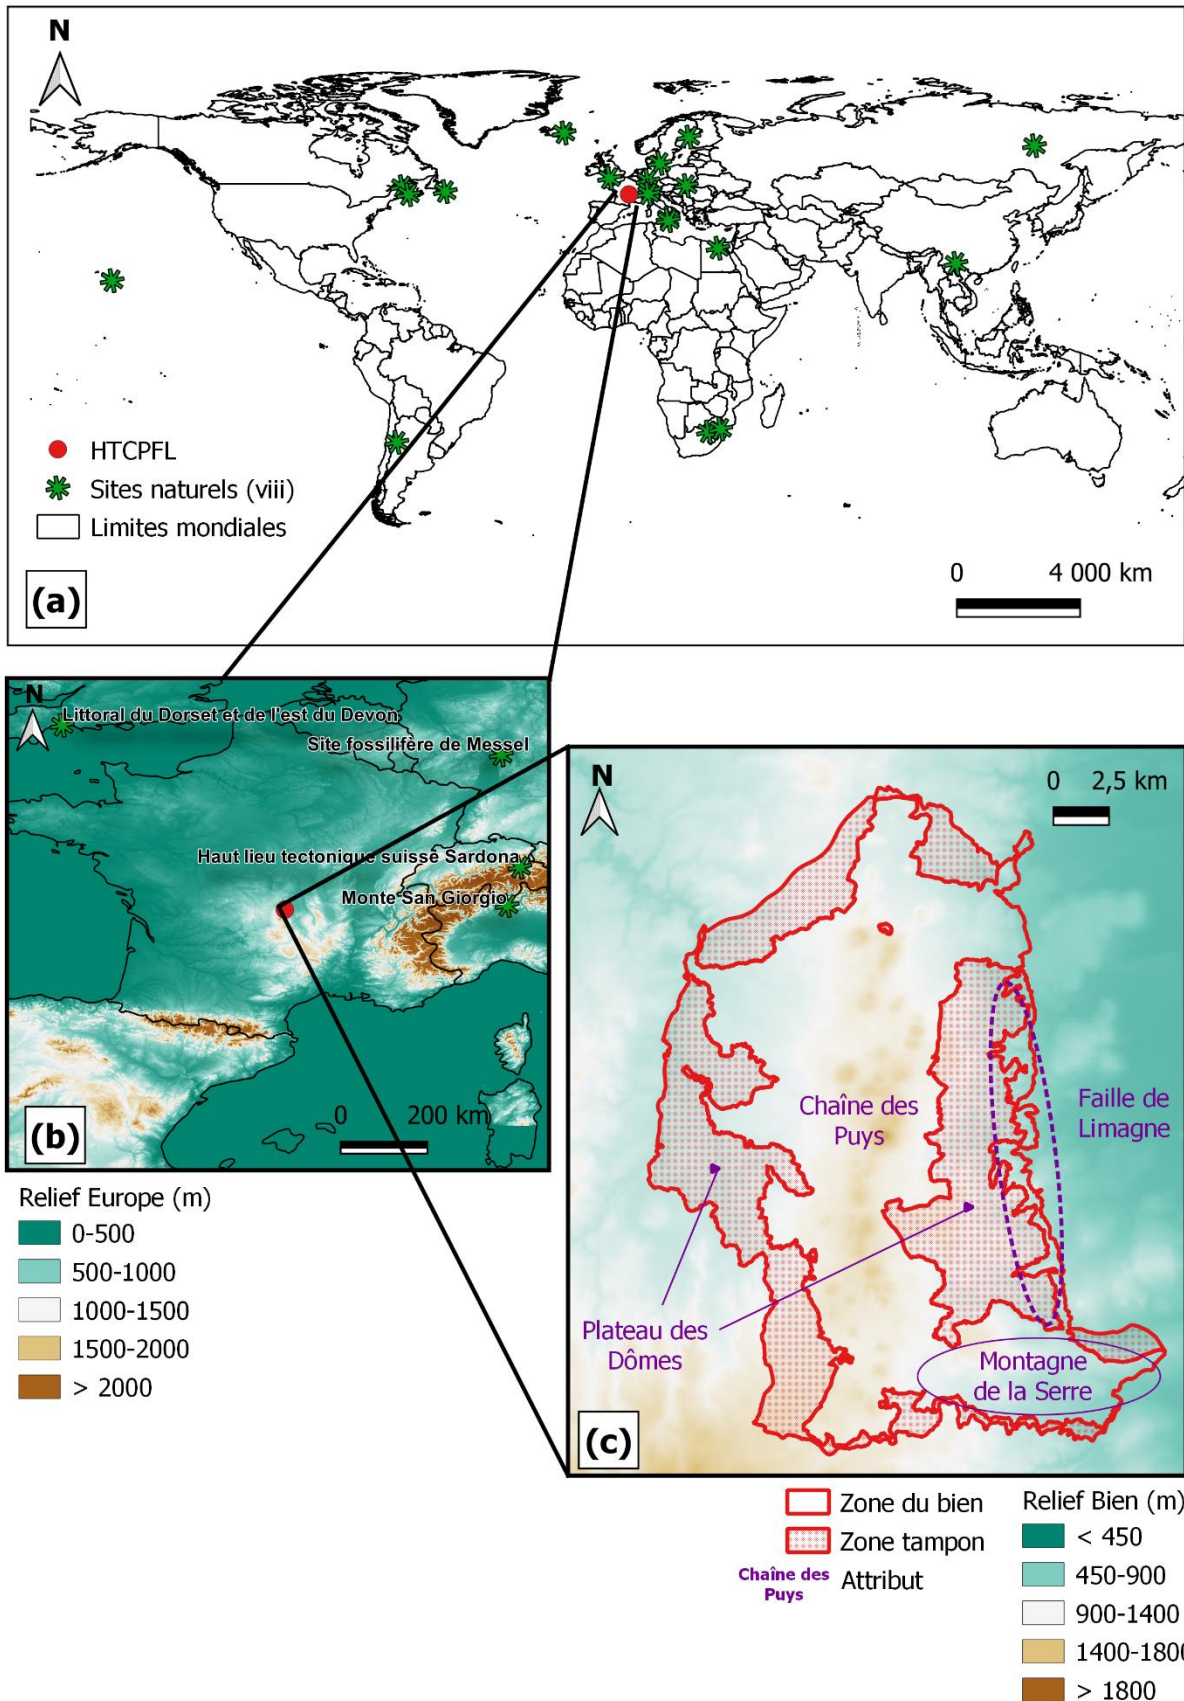 N
HTCPFL
Sites naturels (viii)
Limites mondiales
(a)
0 4 000 km
N
Littoral du Dorset et de l'est du Devon
Site fossilifère de Messel
Haut lieu tectonique suisse Sardona
Monte San Giorgio
0 200 km
(b)
Relief Europe (m)
0-500
500-1000
1000-1500
1500-2000
> 2000
N
0 2,5 km
Chaîne des
Puys
Faille de
Limagne
Plateau des
Dômes
Montagne
de la Serre
(c)
Zone du bien
Zone tampon
Chaîne des
Puys
Attribut
Relief Bien (m)
< 450
450-900
900-1400
1400-1800
> 1800